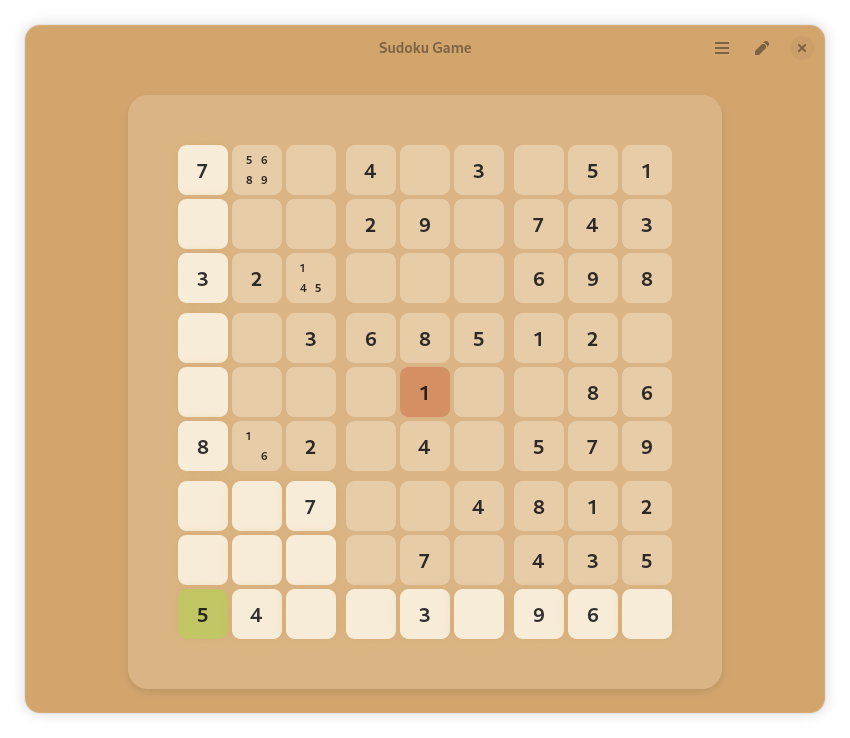 Sudoku Game
7 5 6 8 9 4 3 5 1
2 9 7 4 3
3 2 1 4 5 6 9 8
3 6 8 5 1 2
1 8 6
8 1 6 2 4 5 7 9
7 4 8 1 2
7 4 3 5
5 4 3 9 6